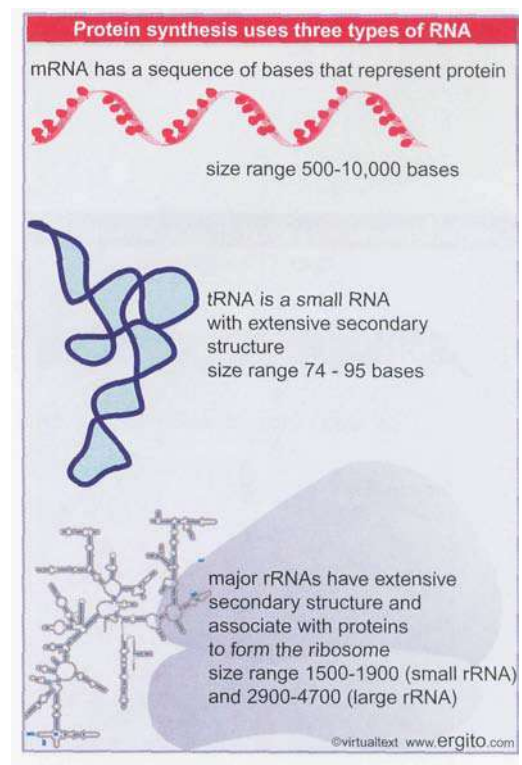 Protein synthesis uses three types of RNA
mRNA has a sequence of bases that represent protein
size range 500-10,000 bases
tRNA is a small RNA
with extensive secondary
structure
size range 74 - 95 bases
major rRNAs have extensive
secondary structure and
associate with proteins
to form the ribosome
size range 1500-1900 (small rRNA)
and 2900-4700 (large rRNA)
©virtualtext www.ergito.com